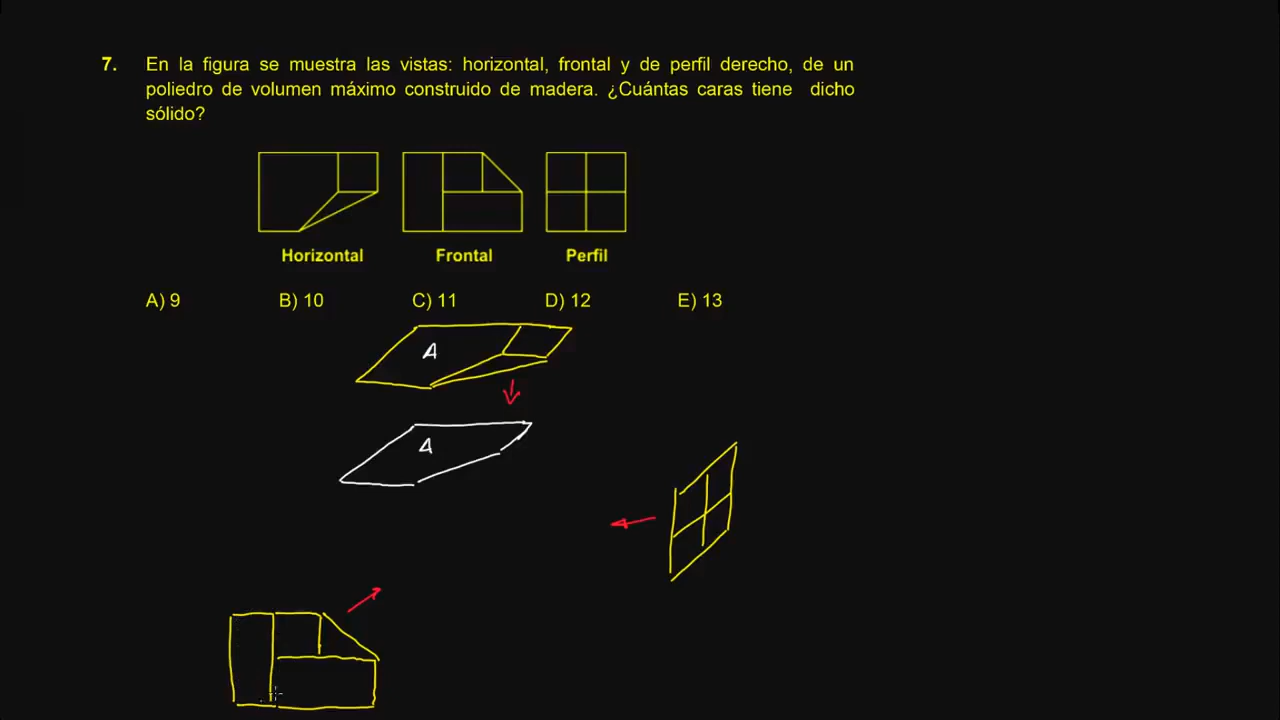 7. En la figura se muestra las vistas: horizontal, frontal y de perfil derecho, de un
poliedro de volumen máximo construido de madera. ¿Cuántas caras tiene dicho
sólido?
Horizontal Frontal Perfil
A) 9 B) 10 C) 11 D) 12 E) 13
A
A